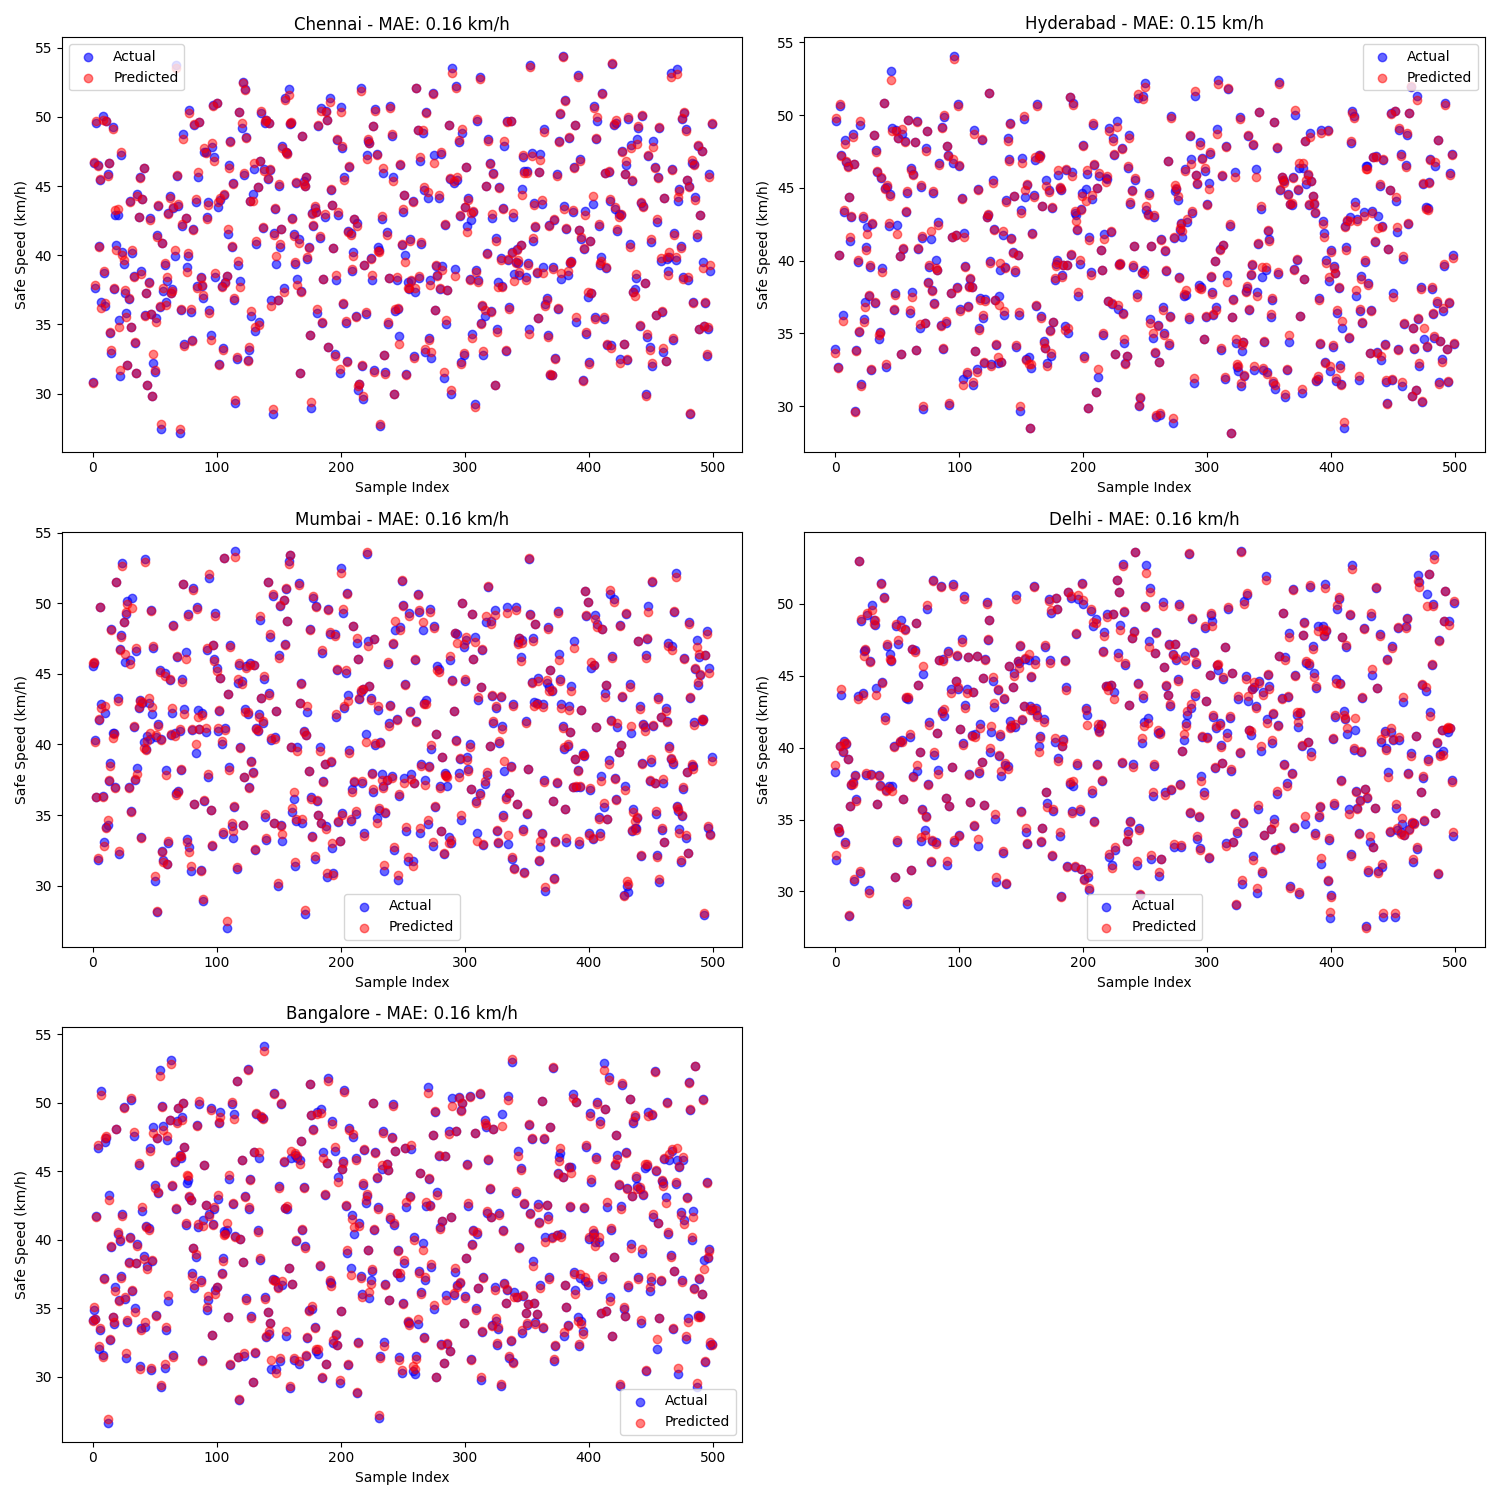 Chennai - MAE: 0.16 km/h
Safe Speed (km/h)
55
50
45
40
35
30
Actual
Predicted
0 100 200 300 400 500
Sample Index
Hyderabad - MAE: 0.15 km/h
Safe Speed (km/h)
55
50
45
40
35
30
Actual
Predicted
0 100 200 300 400 500
Sample Index
Mumbai - MAE: 0.16 km/h
Safe Speed (km/h)
55
50
45
40
35
30
Actual
Predicted
0 100 200 300 400 500
Sample Index
Delhi - MAE: 0.16 km/h
Safe Speed (km/h)
50
45
40
35
30
Actual
Predicted
0 100 200 300 400 500
Sample Index
Bangalore - MAE: 0.16 km/h
Safe Speed (km/h)
55
50
45
40
35
30
Actual
Predicted
0 100 200 300 400 500
Sample Index